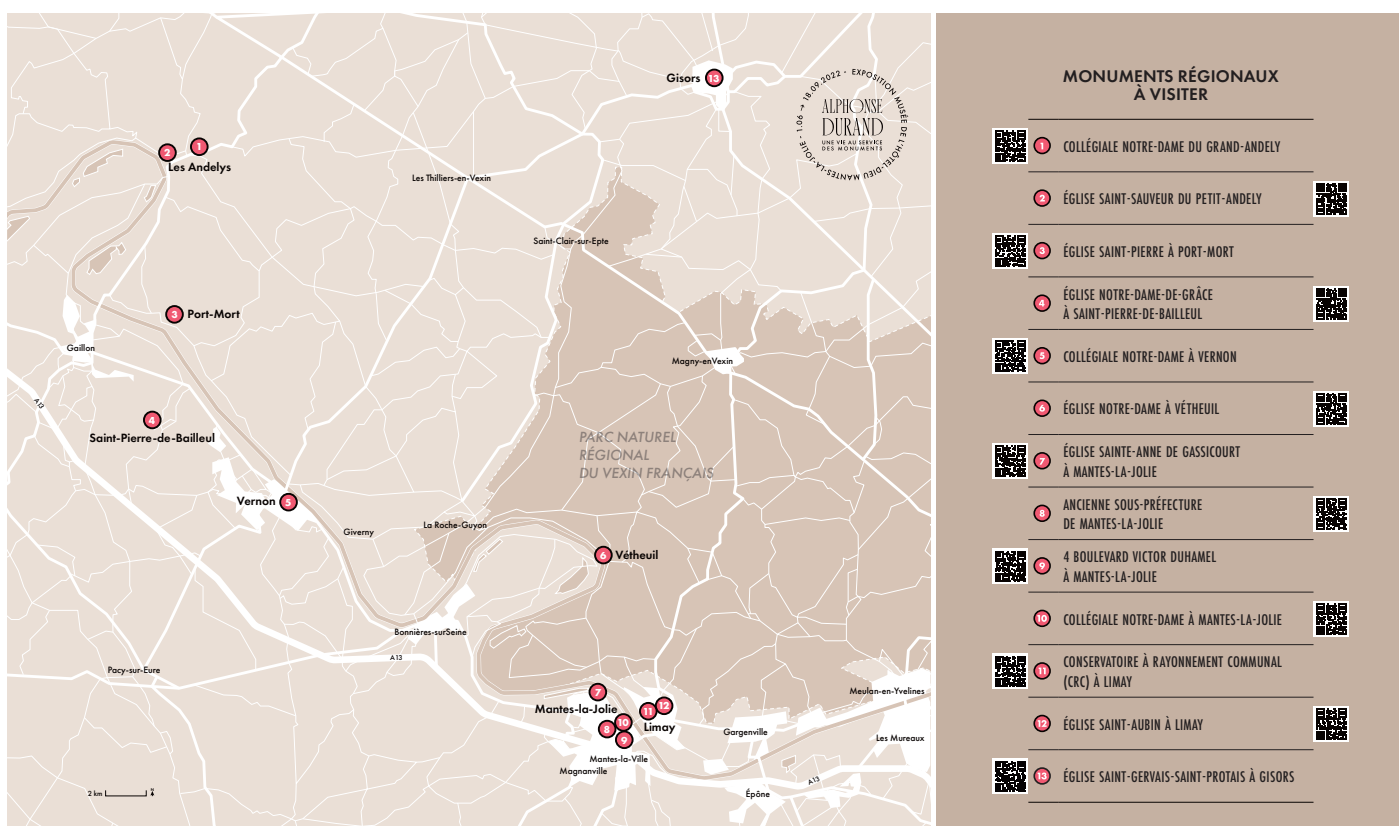 Gisors 13
1.06 → 18.09.2022 • EXPOSITION MUSÉE DE L'HÔTEL-DIEU MANTES-LA-JOLIE •
ALPHONSE
DURAND
UNE VIE AU SERVICE
DES MONUMENTS
2 1
Les Andelys
Les Thilliers-en-Vexin
Saint-Clair-sur-Epte
3 Port-Mort
Gaillon
Magny-enVexin
A13
4
Saint-Pierre-de-Bailleul
PARC NATUREL
RÉGIONAL
DU VEXIN FRANÇAIS
Vernon 5
Giverny
La Roche-Guyon
6 Vétheuil
Bonnières-surSeine
A13
Pacy-sur-Eure
7
Meulan-en-Yvelines
Mantes-la-Jolie
11 12
8 10
9
Limay
Gargenville
Les Mureaux
Mantes-la-Ville
Magnanville
A13
Épône
2 km
N
MONUMENTS RÉGIONAUX
À VISITER
1 COLLÉGIALE NOTRE-DAME DU GRAND-ANDELY
2 ÉGLISE SAINT-SAUVEUR DU PETIT-ANDELY
3 ÉGLISE SAINT-PIERRE À PORT-MORT
4 ÉGLISE NOTRE-DAME-DE-GRÂCE
À SAINT-PIERRE-DE-BAILLEUL
5 COLLÉGIALE NOTRE-DAME À VERNON
6 ÉGLISE NOTRE-DAME À VÉTHEUIL
7 ÉGLISE SAINTE-ANNE DE GASSICOURT
À MANTES-LA-JOLIE
8 ANCIENNE SOUS-PRÉFECTURE
DE MANTES-LA-JOLIE
9 4 BOULEVARD VICTOR DUHAMEL
À MANTES-LA-JOLIE
10 COLLÉGIALE NOTRE-DAME À MANTES-LA-JOLIE
11 CONSERVATOIRE À RAYONNEMENT COMMUNAL
(CRC) À LIMAY
12 ÉGLISE SAINT-AUBIN À LIMAY
13 ÉGLISE SAINT-GERVAIS-SAINT-PROTAIS À GISORS